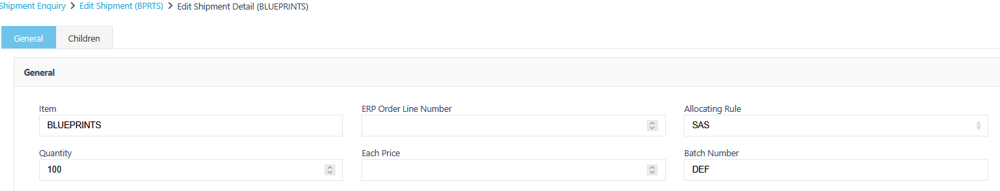 Shipment Enquiry > Edit Shipment (BPRTS) > Edit Shipment Detail (BLUEPRINTS)
General Children
General
Item ERP Order Line Number Allocating Rule
BLUEPRINTS SAS
Quantity Each Price Batch Number
100 DEF